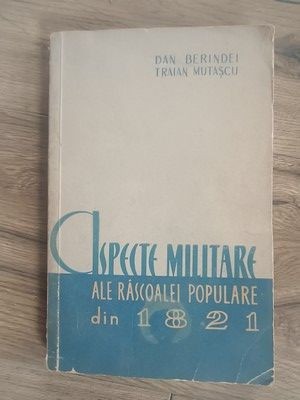 DAN BERINDEI
TRAIAN MUTAȘCU
ASPECTE MILITARE
ALE RĂSCOALEI POPULARE
din 1821